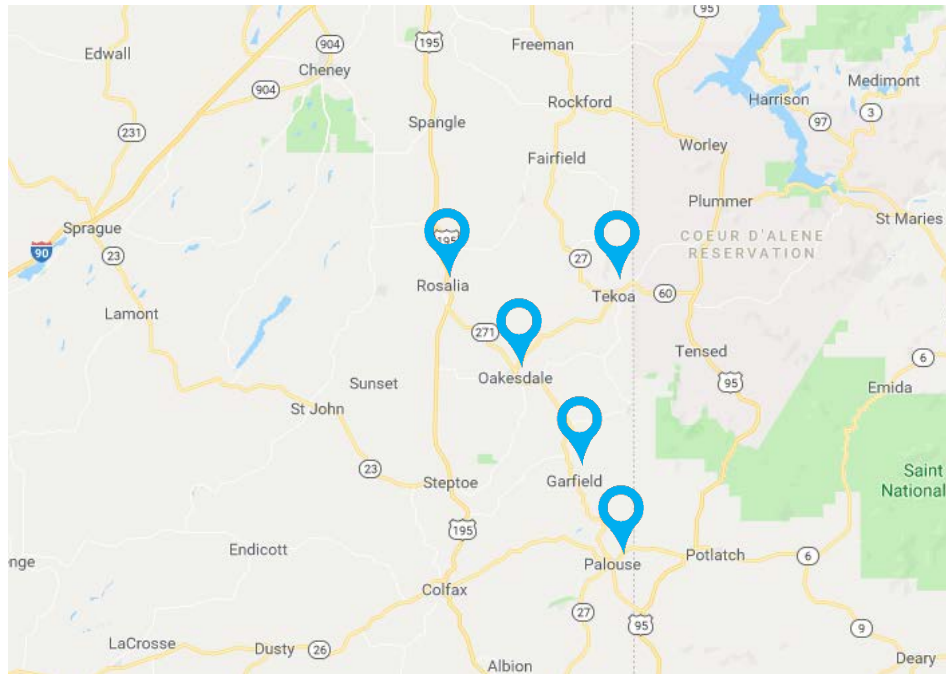 95
Edwall
904
195
Freeman
Cheney
Medimont
904
Harrison
Rockford
3
Spangle
97
231
Worley
Fairfield
Plummer
St Maries
Sprague
195
COEUR D'ALENE
RESERVATION
90
23
27
Rosalia
Tekoa
60
Lamont
271
Tensed
6
Oakesdale
Sunset
95
Emida
St John
23
Saint
National
Steptoe
Garfield
195
Endicott
Potlatch
6
nge
Palouse
Colfax
27
95
9
LaCrosse
Dusty
26
Deary
Albion